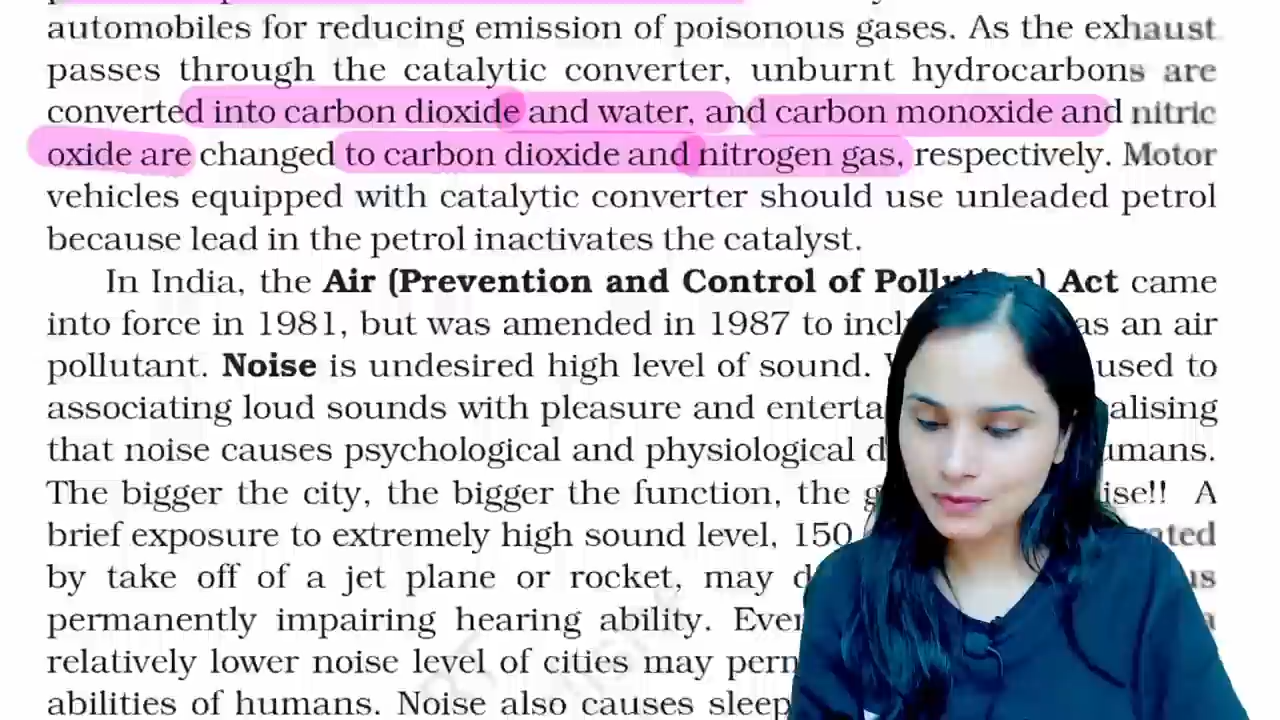 automobiles for reducing emission of poisonous gases. As the exhaust
passes through the catalytic converter, unburnt hydrocarbons are
converted into carbon dioxide and water, and carbon monoxide and nitric
oxide are changed to carbon dioxide and nitrogen gas, respectively. Motor
vehicles equipped with catalytic converter should use unleaded petrol
because lead in the petrol inactivates the catalyst.
In India, the Air (Prevention and Control of Pollution) Act came
into force in 1981, but was amended in 1987 to as an air
pollutant. Noise is undesired high level of sound. used to
associating loud sounds with pleasure and
that noise causes psychological and physiological
The bigger the city, the bigger the function, the A
brief exposure to extremely high sound level, 150
by take off of a jet plane or rocket, may
permanently impairing hearing ability.
relatively lower noise level of cities may
abilities of humans. Noise also causes